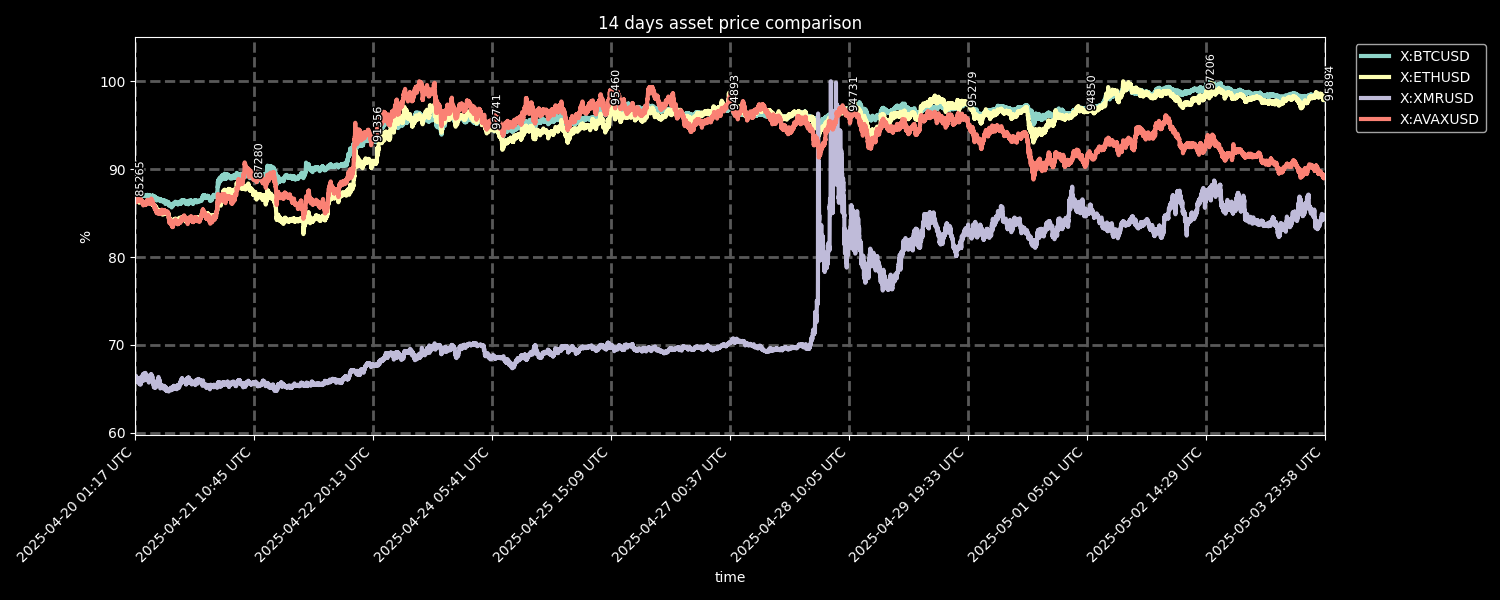 14 days asset price comparison
X:BTCUSD
X:ETHUSD
X:XMRUSD
X:AVAXUSD
%
100
90
80
70
60
85265
87280
91356
92741
95460
94893
94731
95279
94850
97206
95894
2025-04-20 01:17 UTC
2025-04-21 10:45 UTC
2025-04-22 20:13 UTC
2025-04-24 05:41 UTC
2025-04-25 15:09 UTC
2025-04-27 00:37 UTC
2025-04-28 10:05 UTC
2025-04-29 19:33 UTC
2025-05-01 05:01 UTC
2025-05-02 14:29 UTC
2025-05-03 23:58 UTC
time